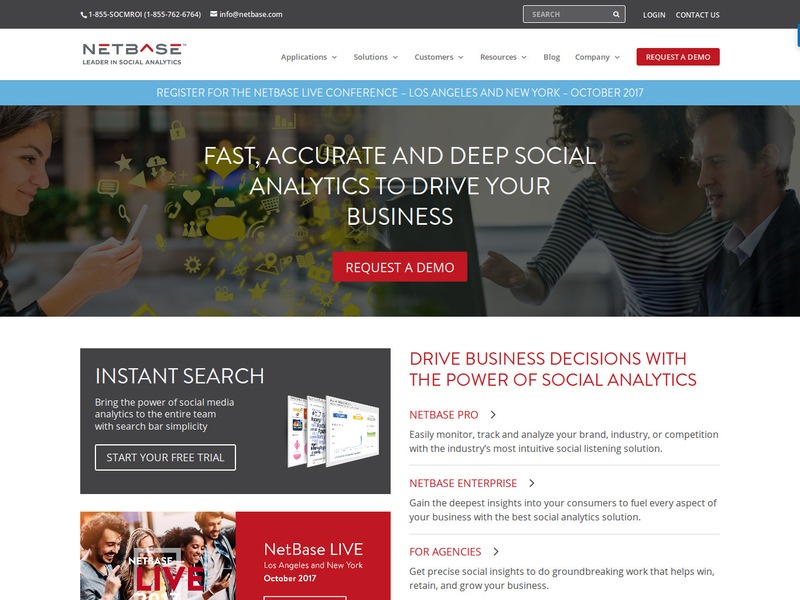 1-855-SOCMROI (1-855-762-6764) info@netbase.com
SEARCH
LOGIN CONTACT US
NETBASE™
LEADER IN SOCIAL ANALYTICS
Applications Solutions Customers Resources Blog Company REQUEST A DEMO
REGISTER FOR THE NETBASE LIVE CONFERENCE – LOS ANGELES AND NEW YORK – OCTOBER 2017
FAST, ACCURATE AND DEEP SOCIAL
ANALYTICS TO DRIVE YOUR
BUSINESS
REQUEST A DEMO
INSTANT SEARCH
Bring the power of social media
analytics to the entire team
with search bar simplicity
START YOUR FREE TRIAL
NETBASE
LIVE
2017
NetBase LIVE
Los Angeles and New York
October 2017
DRIVE BUSINESS DECISIONS WITH
THE POWER OF SOCIAL ANALYTICS
NETBASE PRO
Easily monitor, track and analyze your brand, industry, or competition
with the industry's most intuitive social listening solution.
NETBASE ENTERPRISE
Gain the deepest insights into your consumers to fuel every aspect of
your business with the best social analytics solution.
FOR AGENCIES
Get precise social insights to do groundbreaking work that helps win,
retain, and grow your business.